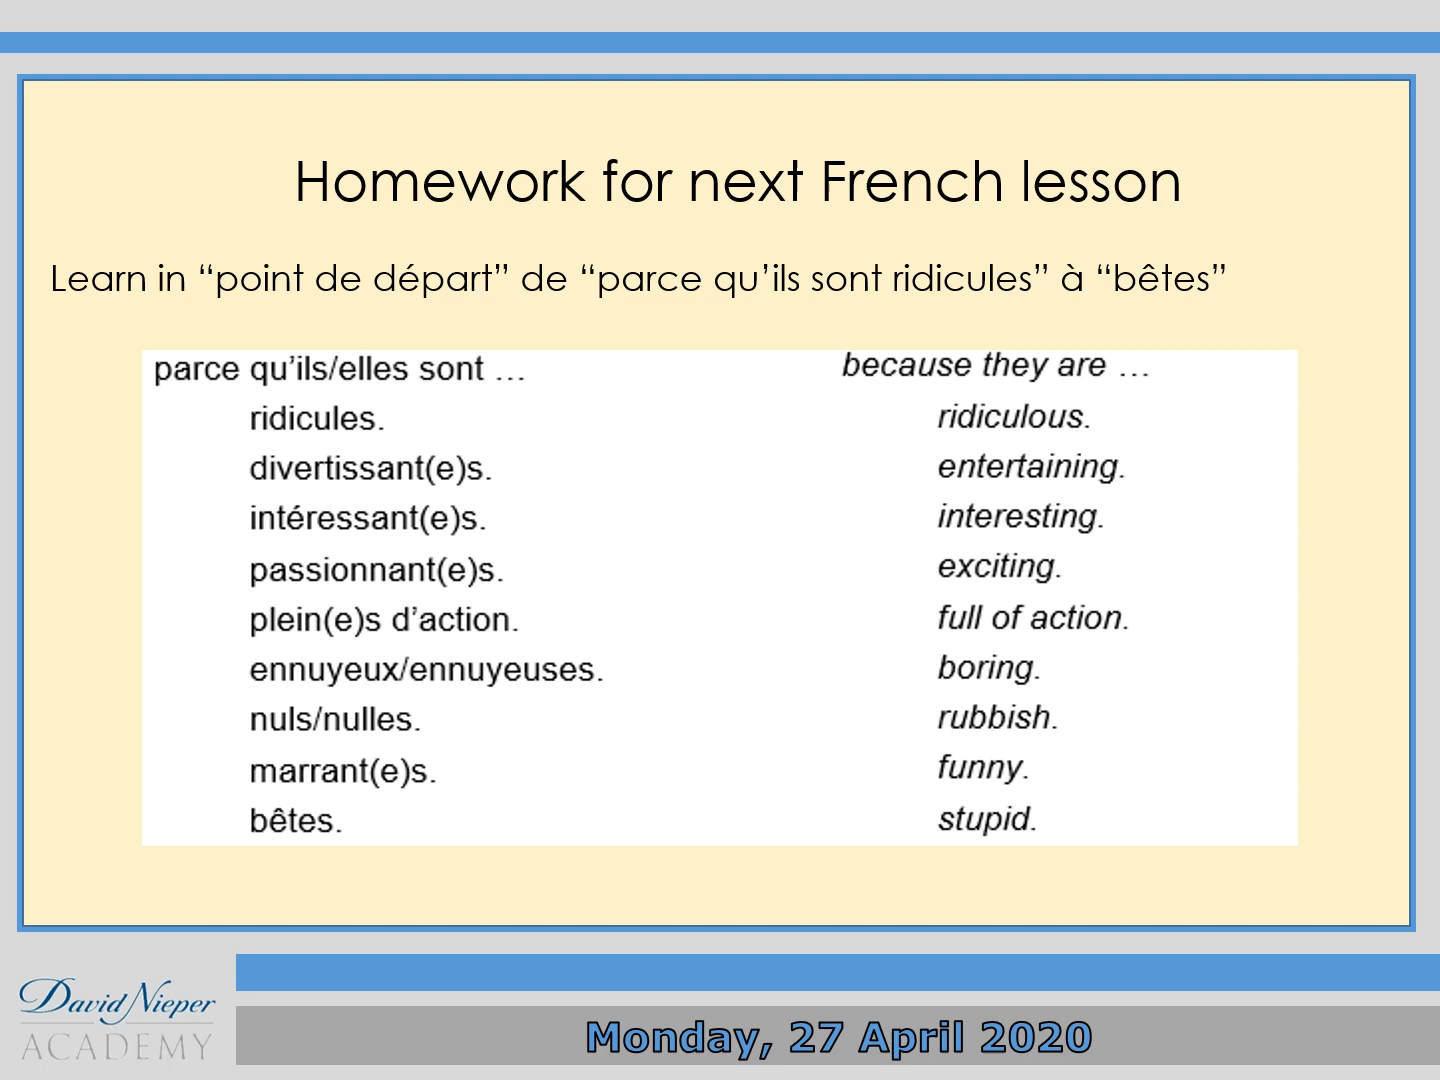 Homework for next French lesson
Learn in “point de départ” de “parce qu’ils sont ridicules” à “bêtes”
parce qu’ils/elles sont … because they are …
ridicules. ridiculous.
divertissant(e)s. entertaining.
intéressant(e)s. interesting.
passionnant(e)s. exciting.
plein(e)s d’action. full of action.
ennuyeux/ennuyeuses. boring.
nuls/nulles. rubbish.
marrant(e)s. funny.
bêtes. stupid.
David Nieper
ACADEMY
Monday, 27 April 2020